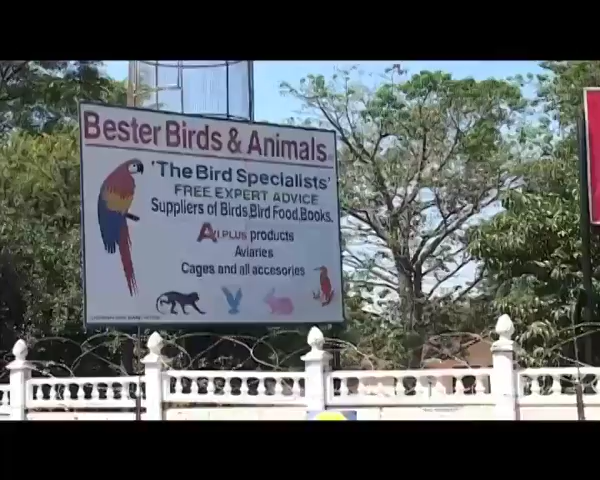 Bester Birds & Animals.
'The Bird Specialists'
FREE EXPERT ADVICE
Suppliers of Birds,Bird Food,Books.
AVI PLUS products
Aviaries
Cages and all accesories